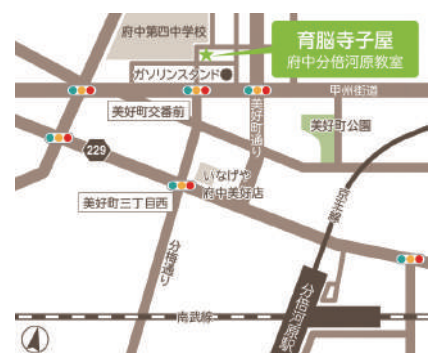 府中第四中学校
育脳寺子屋
府中分倍河原教室
ガソリンスタンド
甲州街道
美好町交番前
美好町通り
美好町公園
229
いなげや
府中美好店
京王線
美好町三丁目西
分梅通り
分倍河原駅
南武線